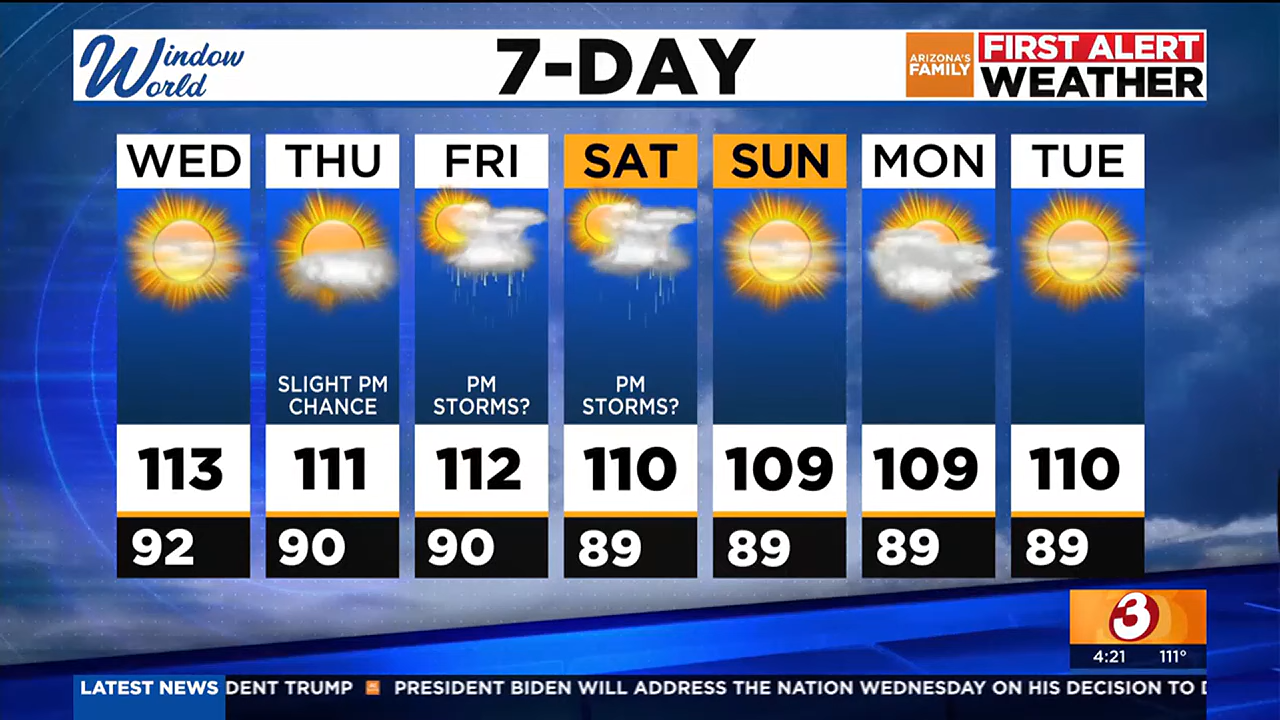 Window World
7-DAY
ARIZONA'S FAMILY
FIRST ALERT
WEATHER
WED THU FRI SAT SUN MON TUE
SLIGHT PM CHANCE
PM STORMS?
PM STORMS?
113 111 112 110 109 109 110
92 90 90 89 89 89 89
3
4:21 111°
LATEST NEWS DENT TRUMP PRESIDENT BIDEN WILL ADDRESS THE NATION WEDNESDAY ON HIS DECISION TO